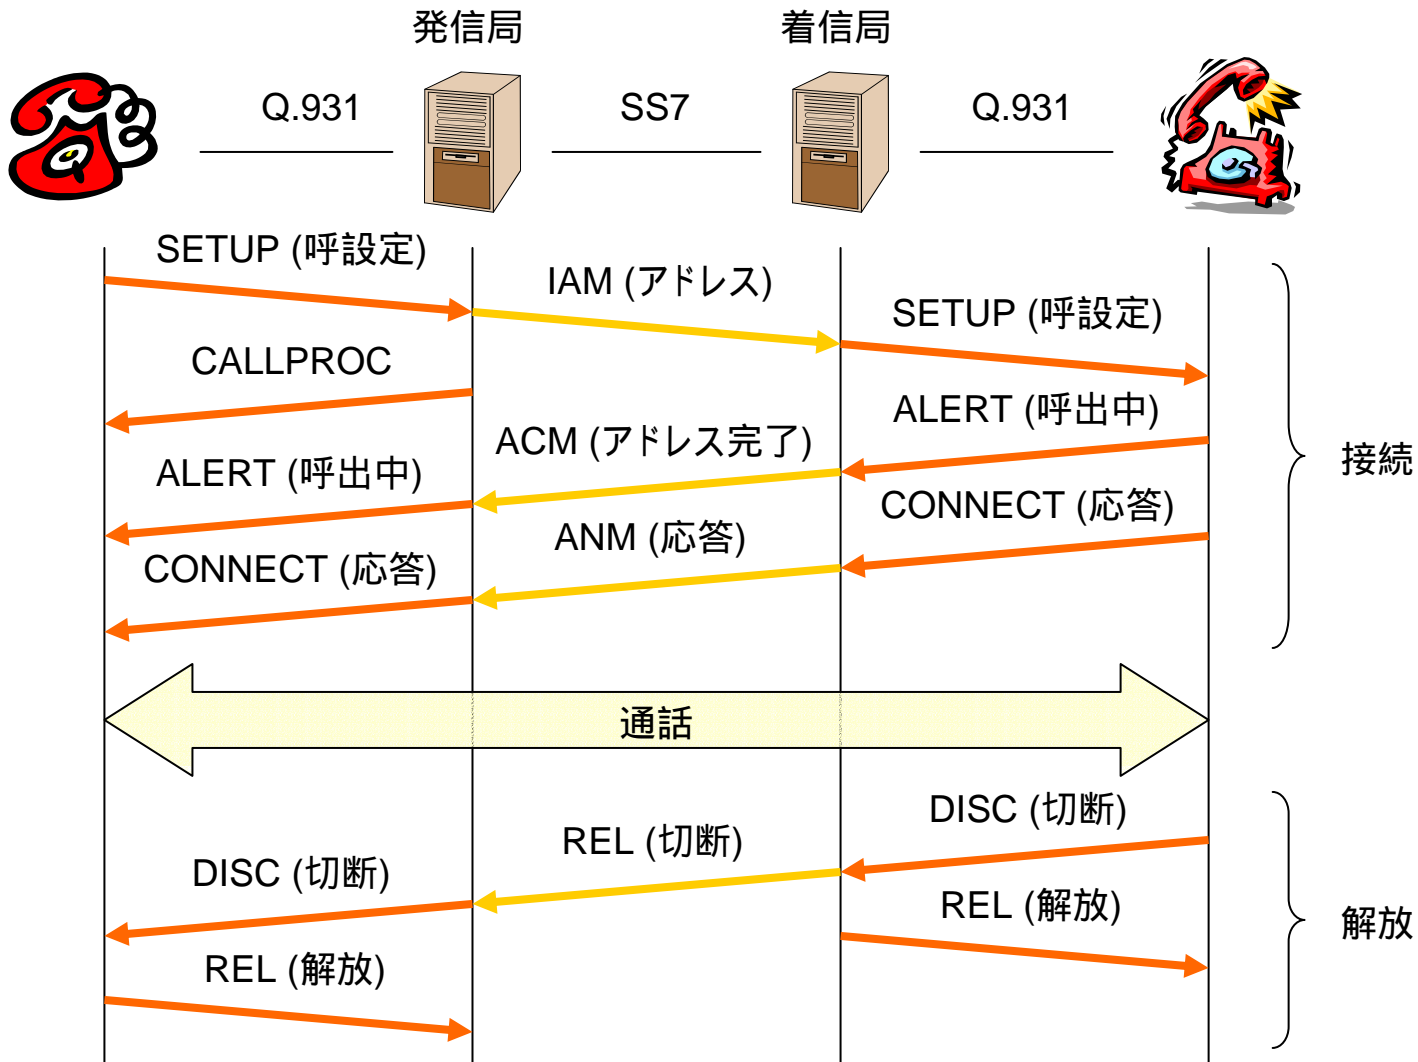 発信局
着信局
Q.931
SS7
Q.931
SETUP (呼設定)
IAM (アドレス)
SETUP (呼設定)
CALLPROC
ALERT (呼出中)
ACM (アドレス完了)
ALERT (呼出中)
接続
CONNECT (応答)
ANM (応答)
CONNECT (応答)
通話
DISC (切断)
REL (切断)
DISC (切断)
REL (解放)
解放
REL (解放)